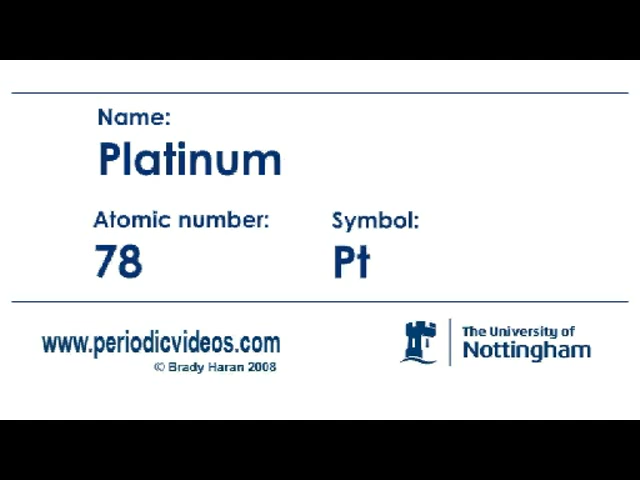 Name:
Platinum
Atomic number: Symbol:
78 Pt
www.periodicvideos.com
© Brady Haran 2008
The University of
Nottingham